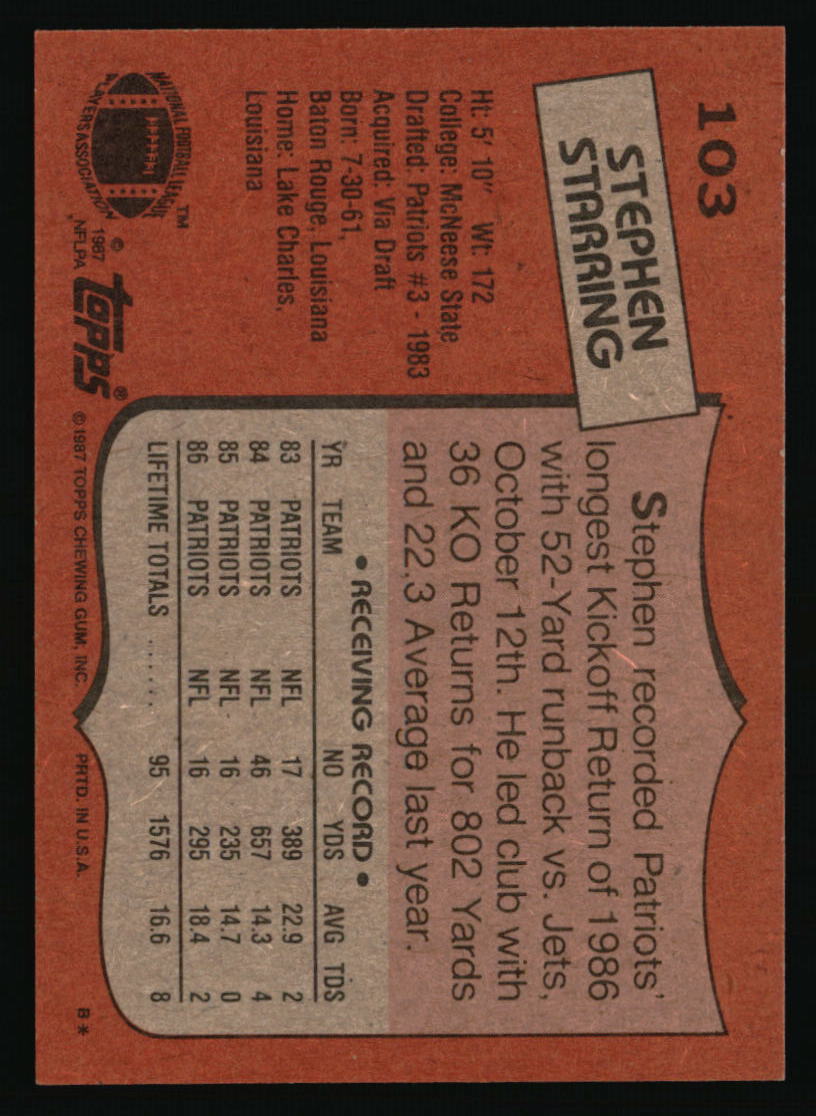 103
STEPHEN
STARRING
Ht: 5' 10" Wt: 172
College: McNeese State
Drafted: Patriots #3 - 1983
Acquired: Via Draft
Born: 7-30-61,
Baton Rouge, Louisiana
Home: Lake Charles,
Louisiana
NATIONAL FOOTBALL LEAGUE
PLAYERS ASSOCIATION
TM
© 1987
NFLPA
topps®
Stephen recorded Patriots'
longest Kickoff Return of 1986
with 52-Yard runback vs. Jets,
October 12th. He led club with
36 KO Returns for 802 Yards
and 22.3 Average last year.
• RECEIVING RECORD •
YR TEAM NO YDS AVG TDS
83 PATRIOTS NFL 17 389 22.9 2
84 PATRIOTS NFL 46 657 14.3 4
85 PATRIOTS NFL 16 235 14.7 0
86 PATRIOTS NFL 16 295 18.4 2
LIFETIME TOTALS ...... 95 1576 16.6 8
© 1987 TOPPS CHEWING GUM, INC. PRTD. IN U.S.A. B*